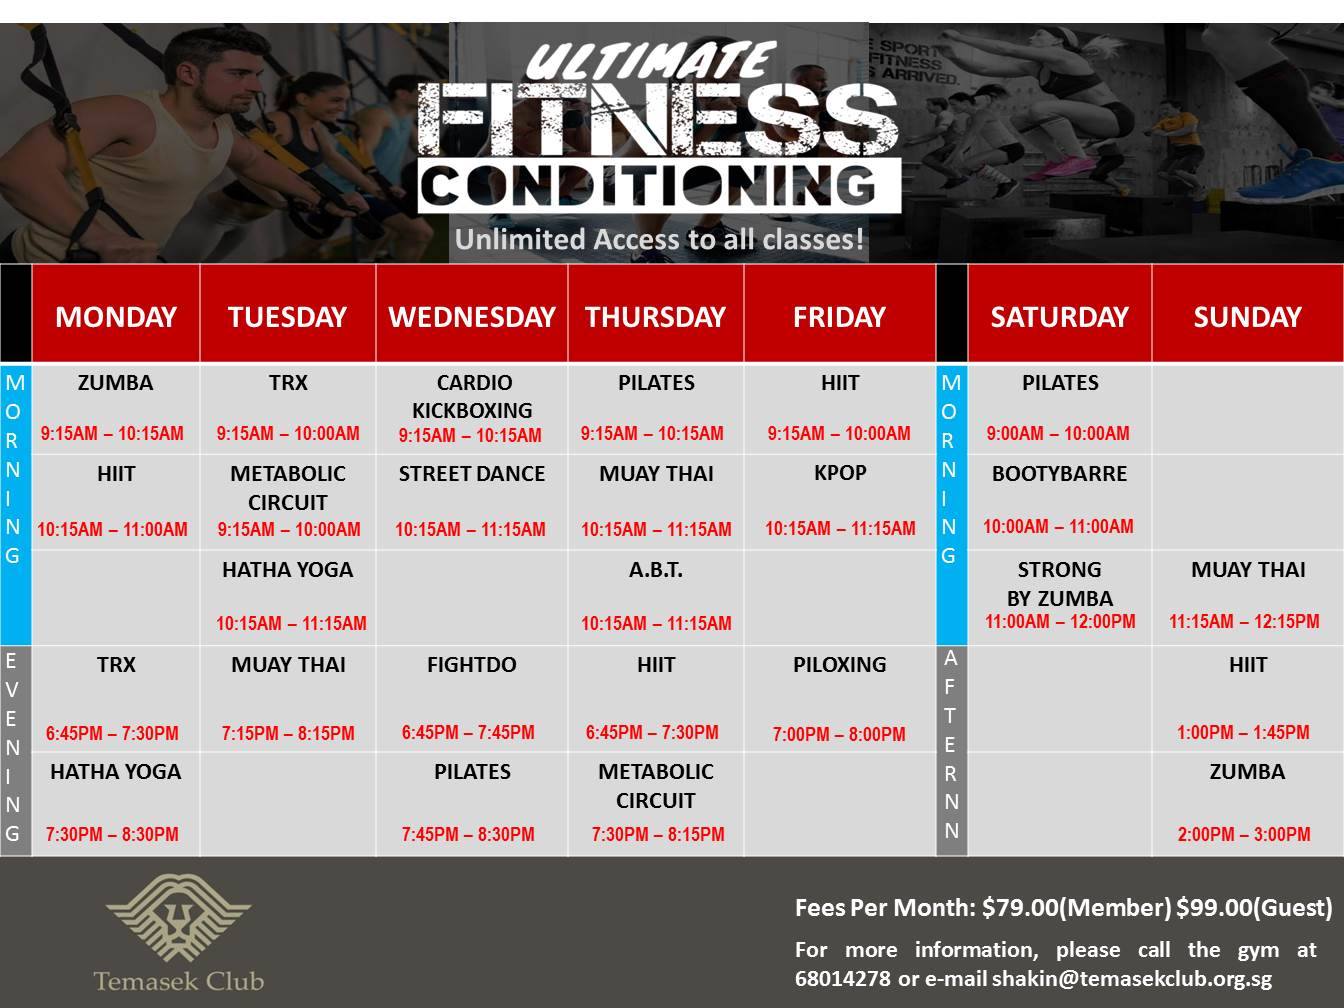 ULTIMATE
FITNESS
CONDITIONING
Unlimited Access to all classes!
E SPORT
FITNESS
S ARRIVED.
MONDAY TUESDAY WEDNESDAY THURSDAY FRIDAY SATURDAY SUNDAY
MORNING
ZUMBA
9:15AM – 10:15AM
TRX
9:15AM – 10:00AM
CARDIO
KICKBOXING
9:15AM – 10:15AM
PILATES
9:15AM – 10:15AM
HIIT
9:15AM – 10:00AM
MORNING
PILATES
9:00AM – 10:00AM
HIIT
10:15AM – 11:00AM
METABOLIC
CIRCUIT
9:15AM – 10:00AM
STREET DANCE
10:15AM – 11:15AM
MUAY THAI
10:15AM – 11:15AM
KPOP
10:15AM – 11:15AM
BOOTYBARRE
10:00AM – 11:00AM
HATHA YOGA
10:15AM – 11:15AM
A.B.T.
10:15AM – 11:15AM
STRONG
BY ZUMBA
11:00AM – 12:00PM
MUAY THAI
11:15AM – 12:15PM
EVENING
TRX
6:45PM – 7:30PM
MUAY THAI
7:15PM – 8:15PM
FIGHTDO
6:45PM – 7:45PM
HIIT
6:45PM – 7:30PM
PILOXING
7:00PM – 8:00PM
AFTERNN
HIIT
1:00PM – 1:45PM
HATHA YOGA
7:30PM – 8:30PM
PILATES
7:45PM – 8:30PM
METABOLIC
CIRCUIT
7:30PM – 8:15PM
ZUMBA
2:00PM – 3:00PM
Temasek Club
Fees Per Month: $79.00(Member) $99.00(Guest)
For more information, please call the gym at
68014278 or e-mail shakin@temasekclub.org.sg